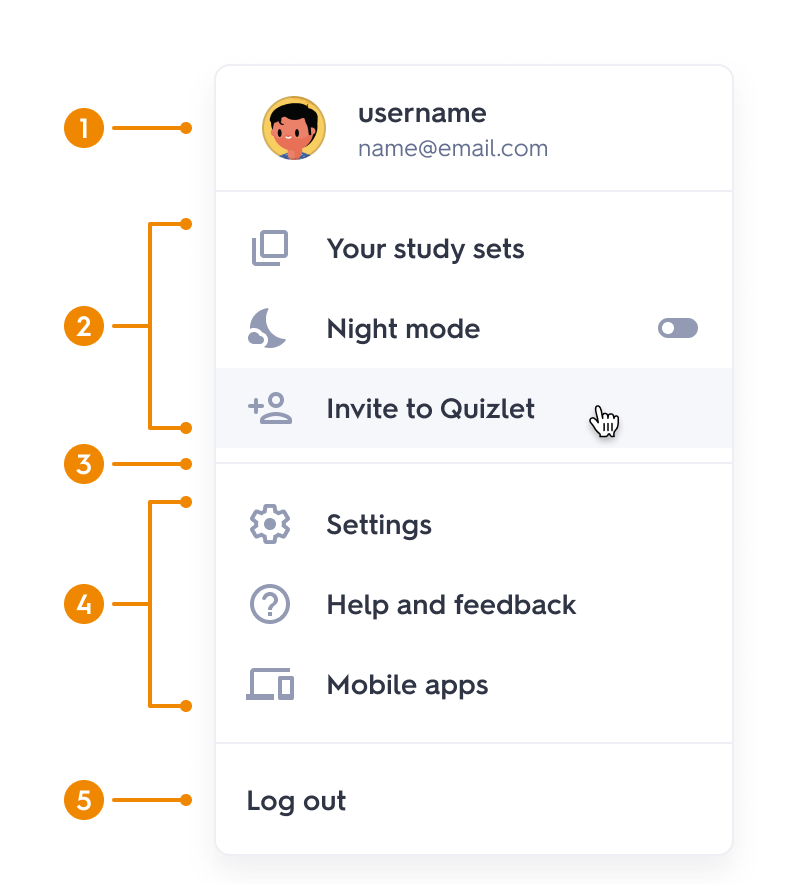 1
username
name@email.com
2
Your study sets
Night mode
Invite to Quizlet
3
4
Settings
Help and feedback
Mobile apps
5
Log out